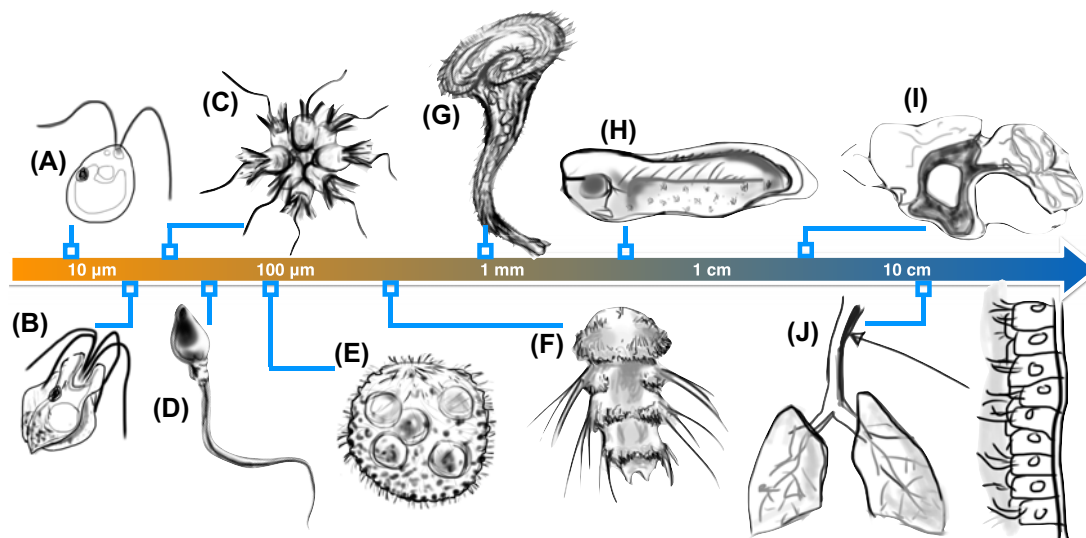 (A)
(B)
(C)
(D)
(E)
(F)
(G)
(H)
(I)
(J)
10 µm
100 µm
1 mm
1 cm
10 cm